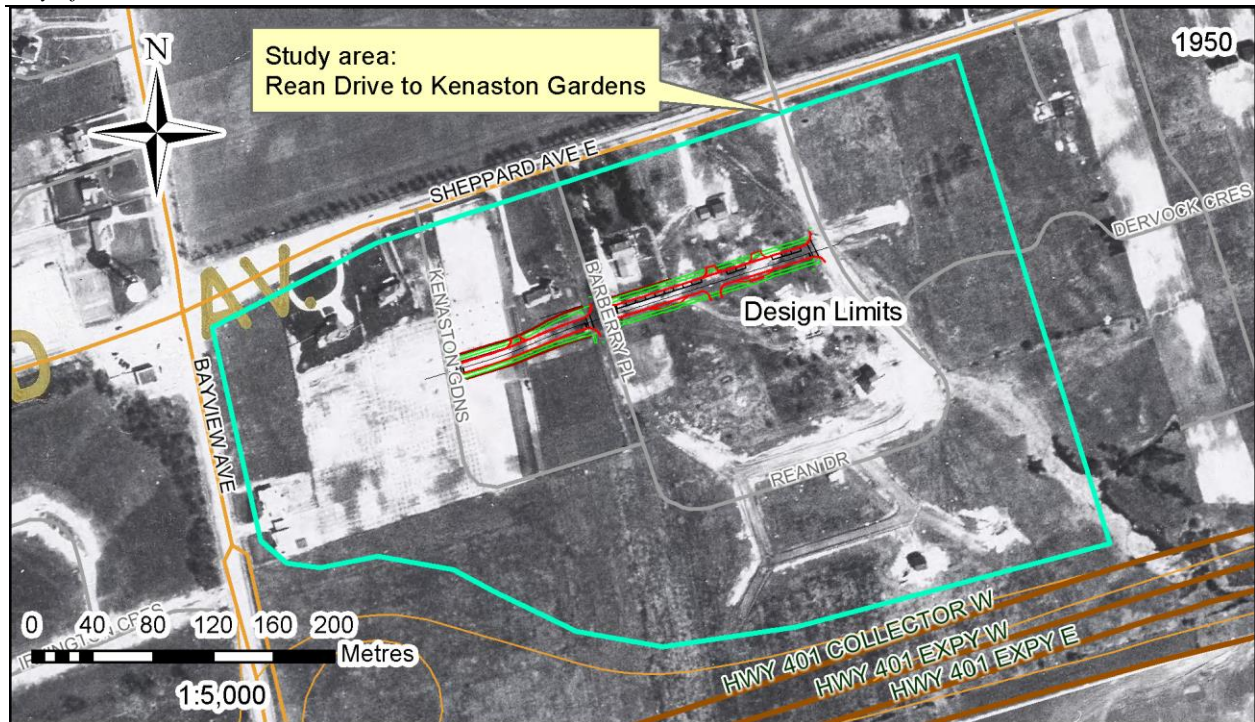 1950
N
Study area:
Rean Drive to Kenaston Gardens
SHEPPARD AVE E
DERVOCK CRES
AV.
D
KENASTON GDNS
BARBERRY PL
Design Limits
BAYVIEW AVE
REAN DR
HWY 401 COLLECTOR W
HWY 401 EXPY W
HWY 401 EXPY E
CRES
0 40 80 120 160 200
Metres
1:5,000